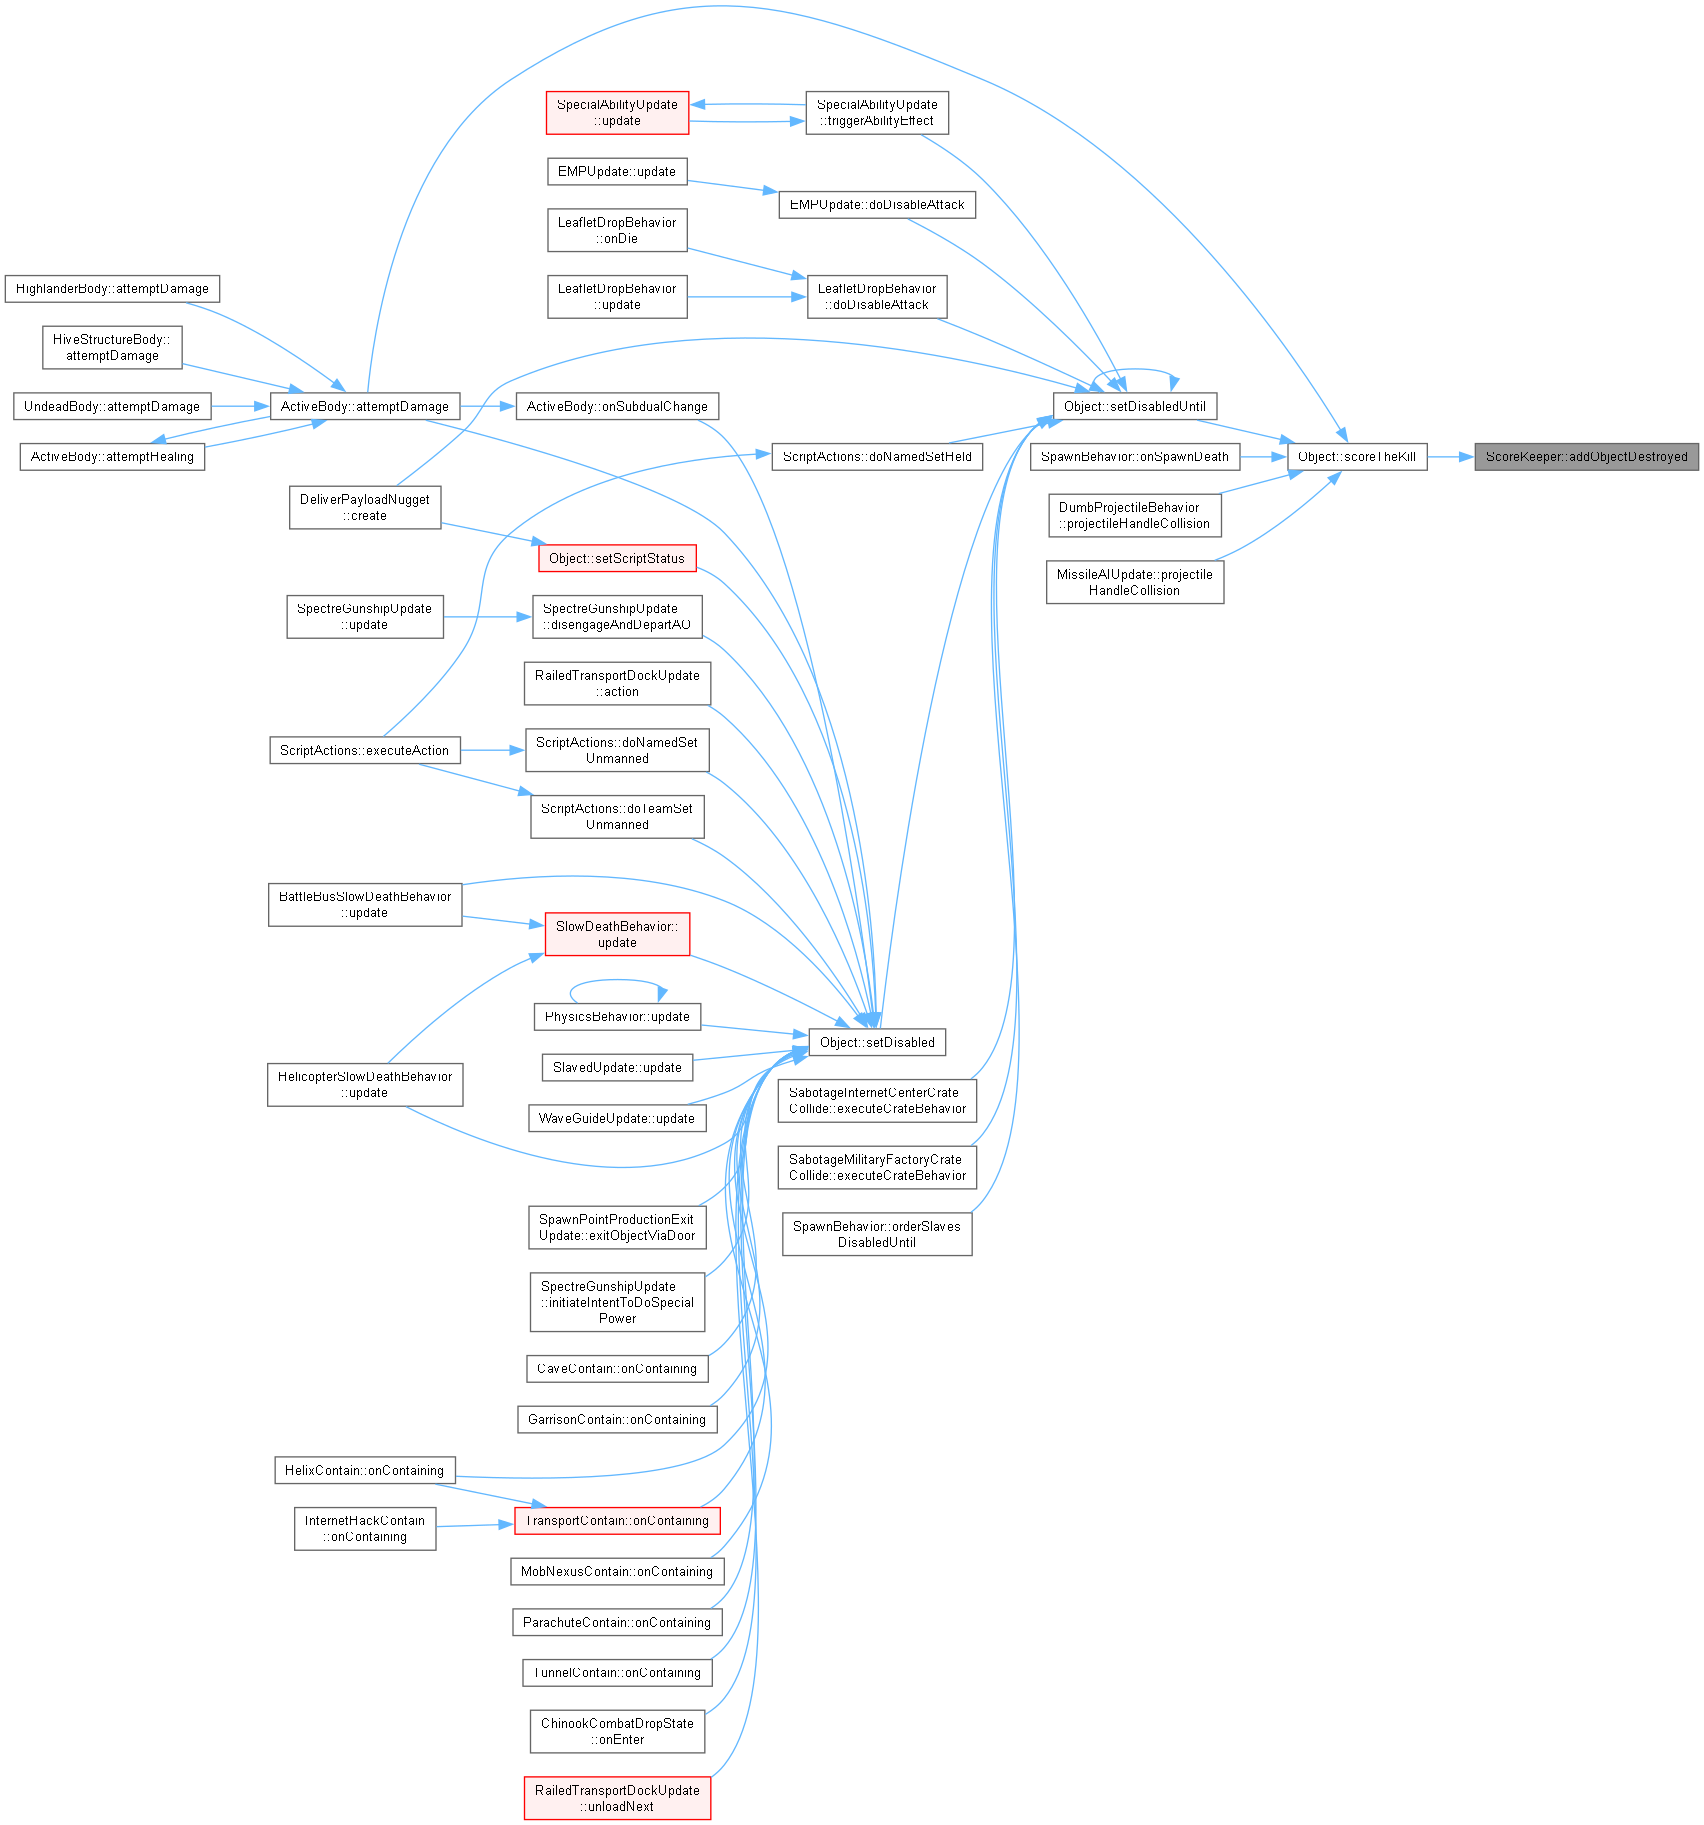 SpecialAbilityUpdate
::update
SpecialAbilityUpdate
::triggerAbilityEffect
EMPUpdate::update
EMPUpdate::doDisableAttack
LeafletDropBehavior
::onDie
LeafletDropBehavior
::update
LeafletDropBehavior
::doDisableAttack
HighlanderBody::attemptDamage
HiveStructureBody::
attemptDamage
UndeadBody::attemptDamage
ActiveBody::attemptDamage
ActiveBody::onSubdualChange
Object::setDisabledUntil
ActiveBody::attemptHealing
ScriptActions::doNamedSetHeld
SpawnBehavior::onSpawnDeath
Object::scoreTheKill
ScoreKeeper::addObjectDestroyed
DeliverPayloadNugget
::create
DumbProjectileBehavior
::projectileHandleCollision
Object::setScriptStatus
MissileAIUpdate::projectile
HandleCollision
SpectreGunshipUpdate
::update
SpectreGunshipUpdate
::disengageAndDepartAO
RailedTransportDockUpdate
::action
ScriptActions::executeAction
ScriptActions::doNamedSet
Unmanned
ScriptActions::doTeamSet
Unmanned
BattleBusSlowDeathBehavior
::update
SlowDeathBehavior::
update
PhysicsBehavior::update
Object::setDisabled
SlavedUpdate::update
HelicopterSlowDeathBehavior
::update
WaveGuideUpdate::update
SabotageInternetCenterCrate
Collide::executeCrateBehavior
SabotageMilitaryFactoryCrate
Collide::executeCrateBehavior
SpawnPointProductionExit
Update::exitObjectViaDoor
SpawnBehavior::orderSlaves
DisabledUntil
SpectreGunshipUpdate
::initiateIntentToDoSpecial
Power
CaveContain::onContaining
GarrisonContain::onContaining
HelixContain::onContaining
InternetHackContain
::onContaining
TransportContain::onContaining
MobNexusContain::onContaining
ParachuteContain::onContaining
TunnelContain::onContaining
ChinookCombatDropState
::onEnter
RailedTransportDockUpdate
::unloadNext